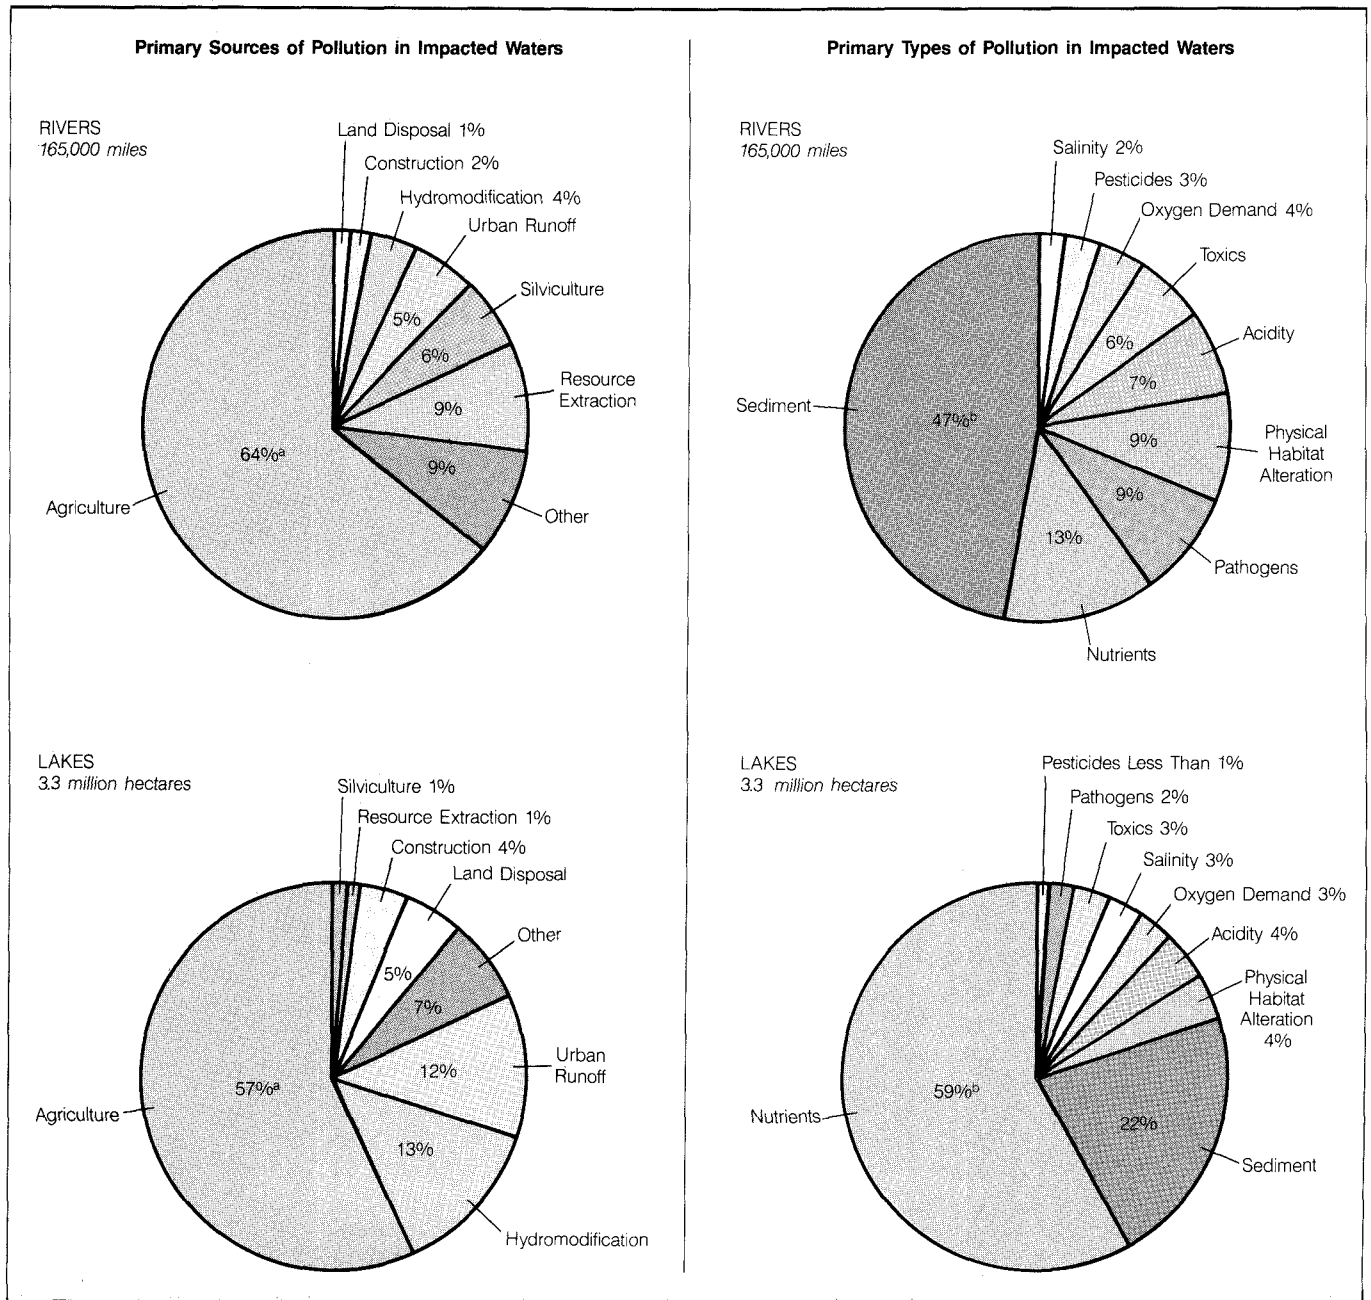 Primary Sources of Pollution in Impacted Waters
RIVERS
165,000 miles
Land Disposal 1%
Construction 2%
Hydromodification 4%
Urban Runoff
5%
Silviculture
6%
Resource
Extraction
9%
Other
9%
Agriculture
64%a
LAKES
3.3 million hectares
Silviculture 1%
Resource Extraction 1%
Construction 4%
Land Disposal
5%
Other
7%
Urban
Runoff
12%
Hydromodification
13%
Agriculture
57%a
Primary Types of Pollution in Impacted Waters
RIVERS
165,000 miles
Salinity 2%
Pesticides 3%
Oxygen Demand 4%
Toxics
6%
Acidity
7%
Physical
Habitat
Alteration
9%
Pathogens
9%
Nutrients
13%
Sediment
47%b
LAKES
3.3 million hectares
Pesticides Less Than 1%
Pathogens 2%
Toxics 3%
Salinity 3%
Oxygen Demand 3%
Acidity 4%
Physical
Habitat
Alteration
4%
Sediment
22%
Nutrients
59%b